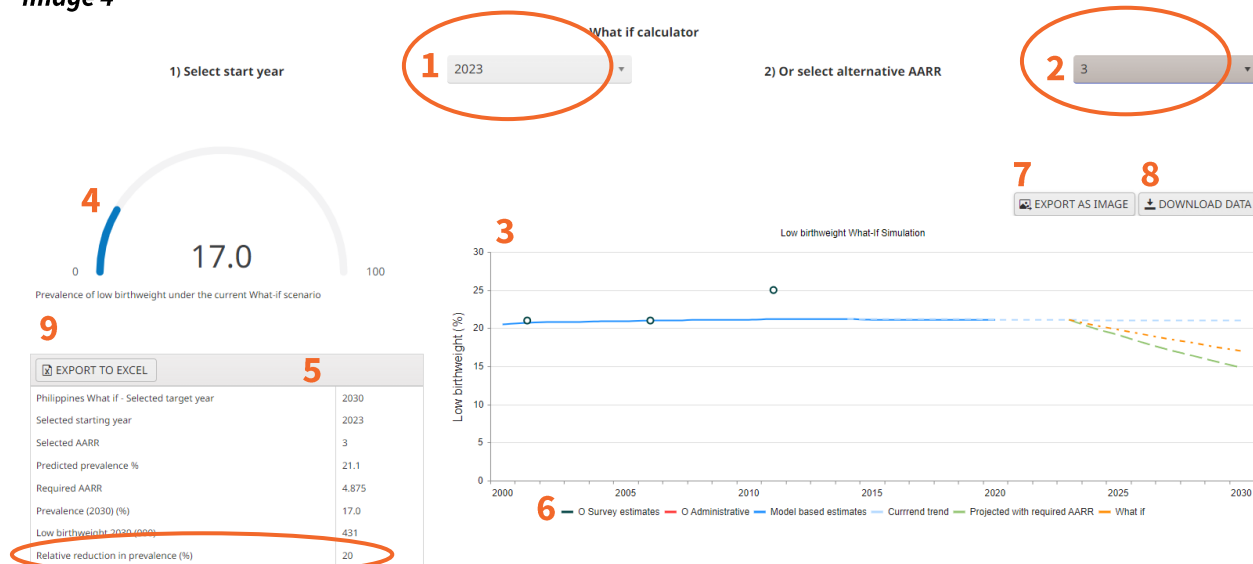 Image 4
What if calculator
1) Select start year
1
2023
2) Or select alternative AARR
2
3
4
17.0
0
100
Prevalence of low birthweight under the current What-if scenario
7
8
EXPORT AS IMAGE
DOWNLOAD DATA
3
Low birthweight What-If Simulation
Low birthweight (%)
30
25
20
15
10
5
0
2000
2005
2010
2015
2020
2025
2030
6
O Survey estimates
O Administrative
Model based estimates
Currrend trend
Projected with required AARR
What if
9
EXPORT TO EXCEL
5
Philippines What if - Selected target year 2030
Selected starting year 2023
Selected AARR 3
Predicted prevalence % 21.1
Required AARR 4.875
Prevalence (2030) (%) 17.0
Low birthweight 2030 (000) 431
Relative reduction in prevalence (%) 20